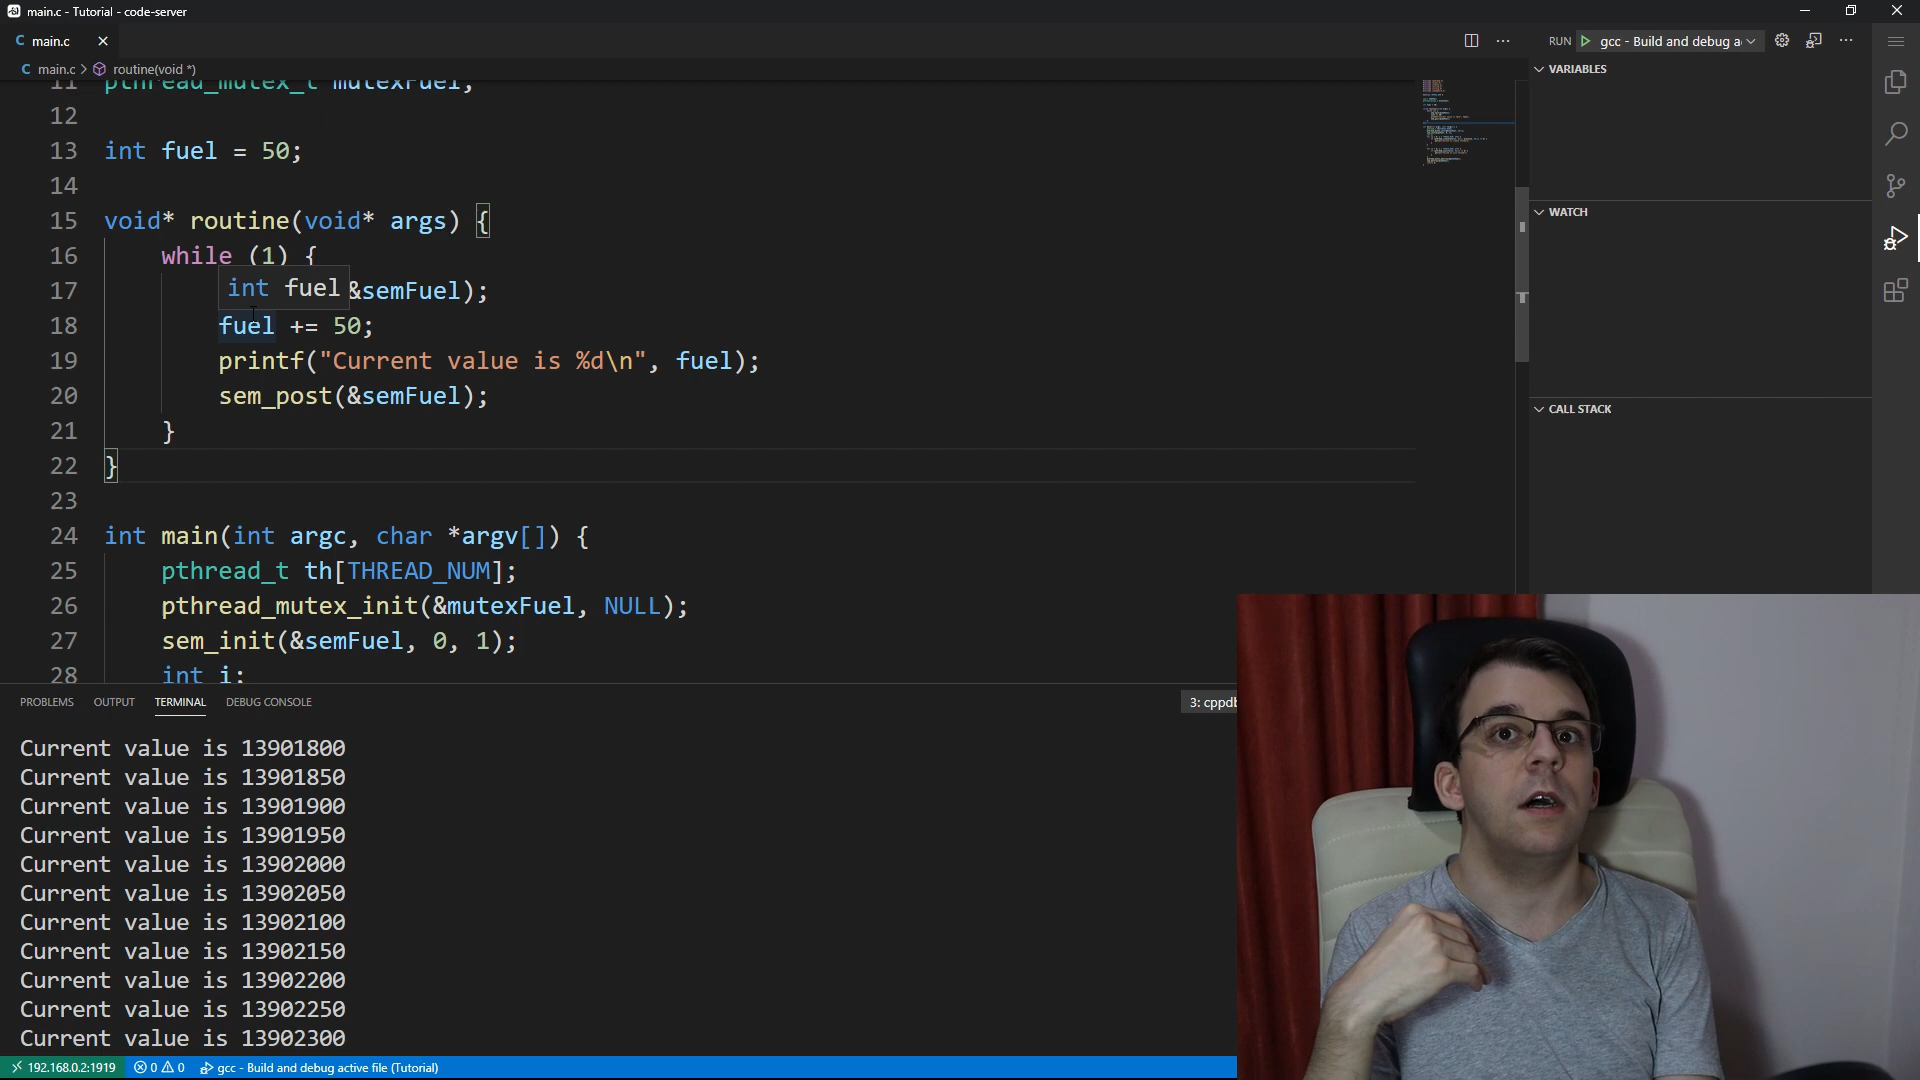 main.c - Tutorial - code-server
C main.c
RUN gcc - Build and debug a
C main.c > routine(void *)
11 pthread_mutex_t mutexFuel;
12
13 int fuel = 50;
14
15 void* routine(void* args) {
16 while (1) {
17 &semFuel);
int fuel
18 fuel += 50;
19 printf("Current value is %d\n", fuel);
20 sem_post(&semFuel);
21 }
22 }
23
24 int main(int argc, char *argv[]) {
25 pthread_t th[THREAD_NUM];
26 pthread_mutex_init(&mutexFuel, NULL);
27 sem_init(&semFuel, 0, 1);
28 int i;
VARIABLES
WATCH
CALL STACK
PROBLEMS OUTPUT TERMINAL DEBUG CONSOLE
3: cppdb
Current value is 13901800
Current value is 13901850
Current value is 13901900
Current value is 13901950
Current value is 13902000
Current value is 13902050
Current value is 13902100
Current value is 13902150
Current value is 13902200
Current value is 13902250
Current value is 13902300
192.168.0.2:1919 0 0 gcc - Build and debug active file (Tutorial)